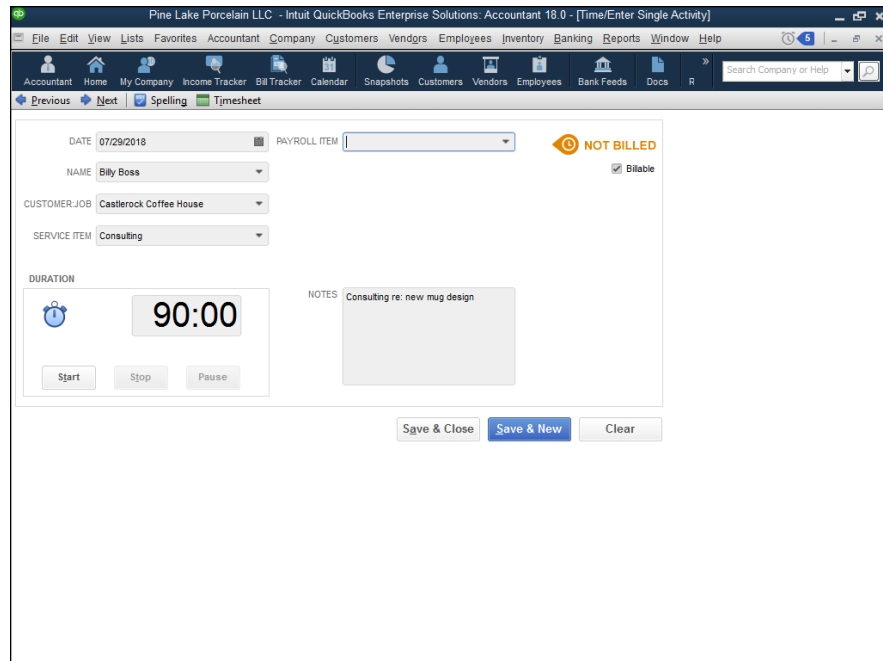 qb Pine Lake Porcelain LLC - Intuit QuickBooks Enterprise Solutions: Accountant 18.0 - [Time/Enter Single Activity]
File Edit View Lists Favorites Accountant Company Customers Vendors Employees Inventory Banking Reports Window Help 5
Accountant Home My Company Income Tracker Bill Tracker Calendar Snapshots Customers Vendors Employees Bank Feeds Docs R » Search Company or Help
Previous Next Spelling Timesheet
DATE 07/29/2018 PAYROLL ITEM NOT BILLED
NAME Billy Boss Billable
CUSTOMER:JOB Castlerock Coffee House
SERVICE ITEM Consulting
DURATION
90:00 NOTES Consulting re: new mug design
Start Stop Pause
Save & Close Save & New Clear